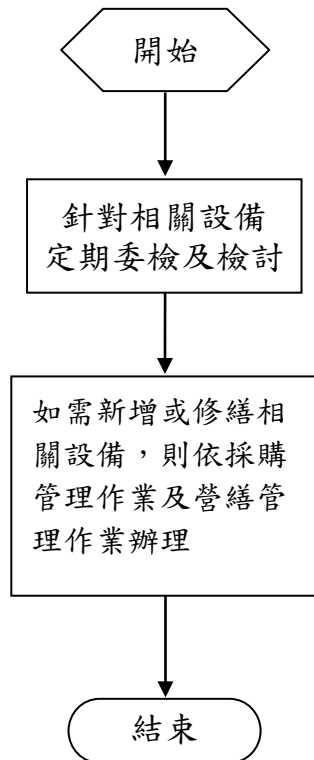 開始
針對相關設備
定期委檢及檢討
如需新增或修繕相
關設備，則依採購
管理作業及營繕管
理作業辦理
結束